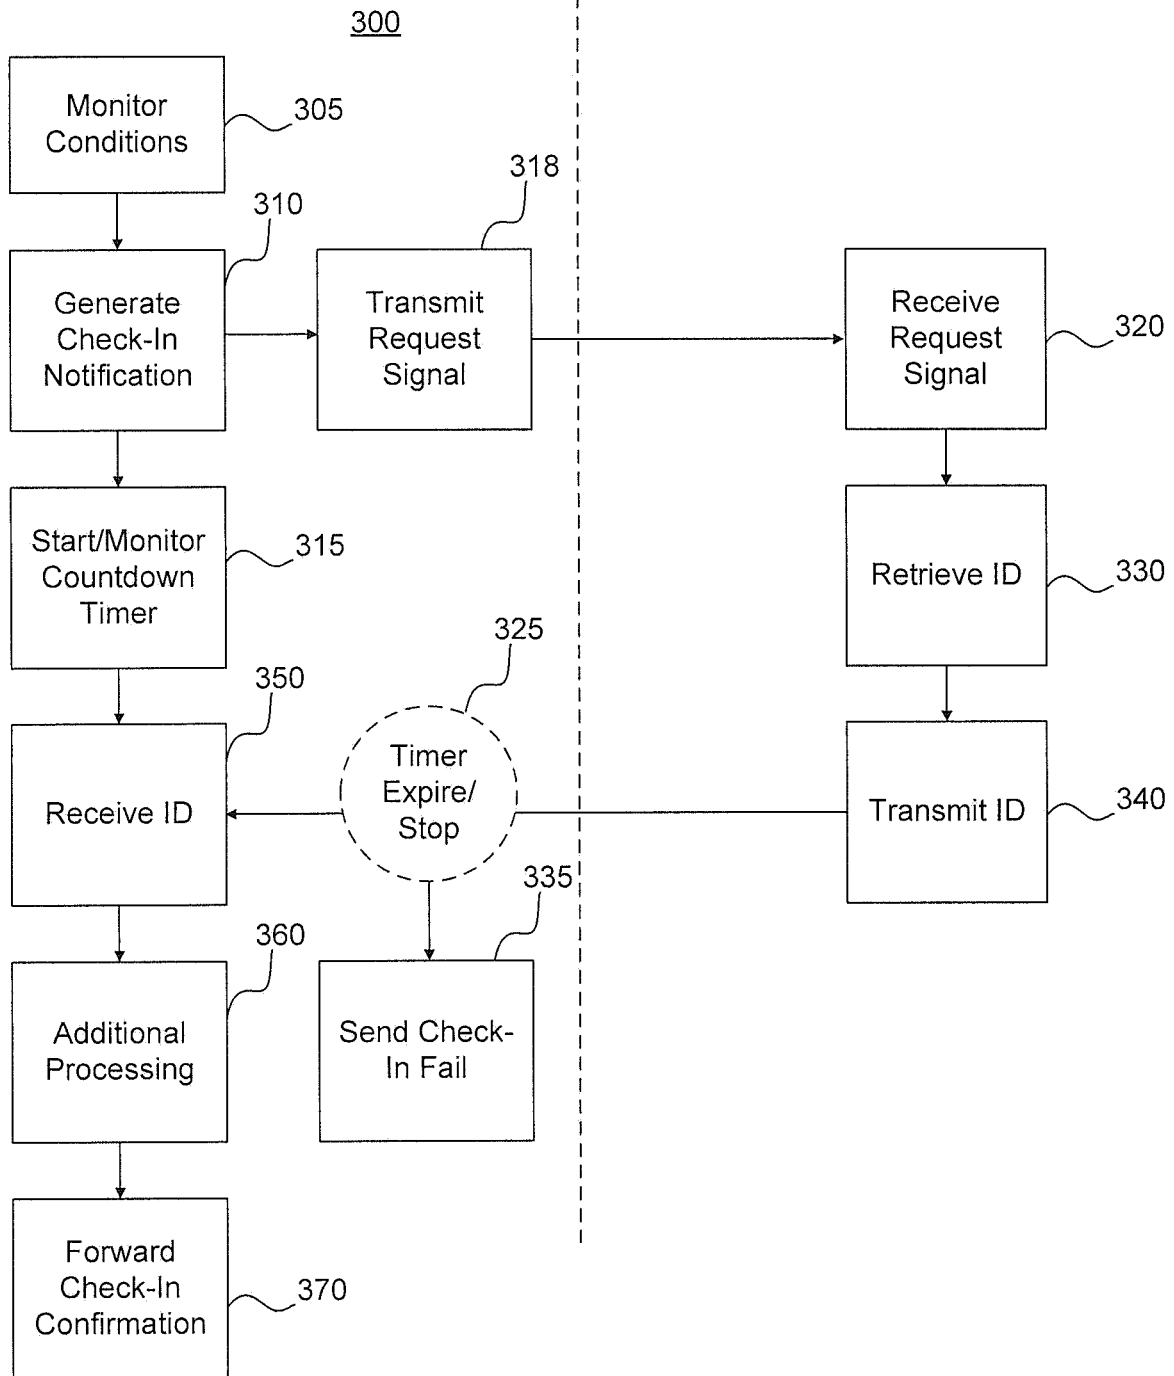 300
Monitor
Conditions
305
310
318
Generate
Check-In
Notification
Transmit
Request
Signal
Receive
Request
Signal
320
Start/Monitor
Countdown
Timer
315
Retrieve ID
330
325
350
Receive ID
Timer
Expire/
Stop
Transmit ID
340
335
360
Additional
Processing
Send Check-
In Fail
Forward
Check-In
Confirmation
370